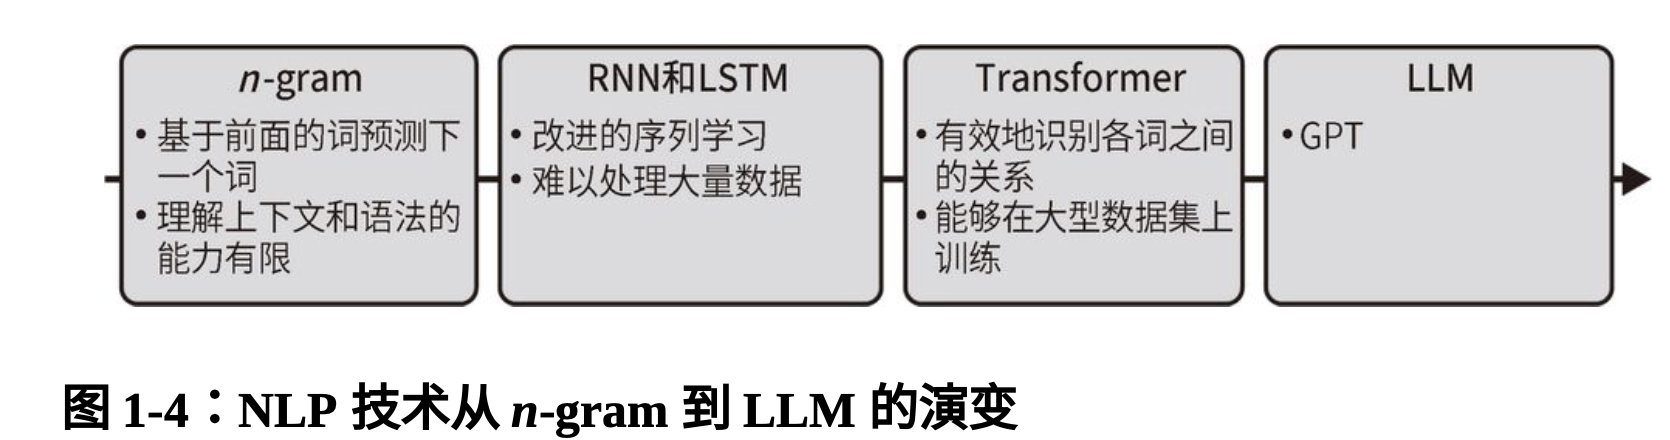 n-gram
• 基于前面的词预测下
一个词
• 理解上下文和语法的
能力有限
RNN和LSTM
• 改进的序列学习
• 难以处理大量数据
Transformer
• 有效地识别各词之间
的关系
• 能够在大型数据集上
训练
LLM
• GPT
图 1-4：NLP 技术从 n-gram 到 LLM 的演变